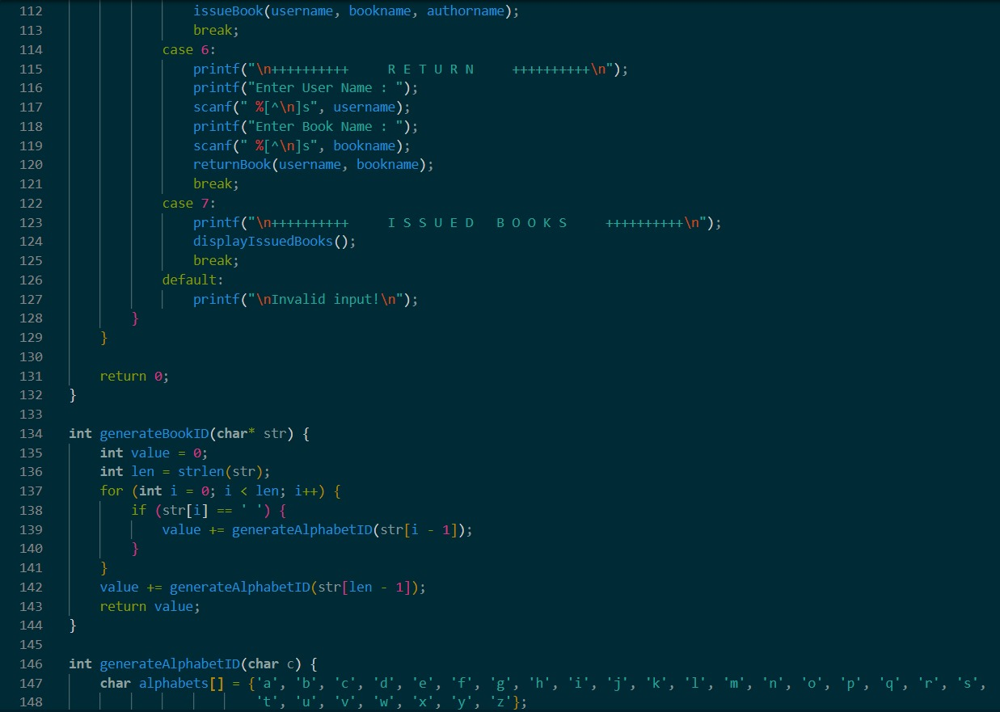 112 issueBook(username, bookname, authorname);
113 break;
114 case 6:
115 printf("\n++++++++++     R E T U R N     ++++++++++\n");
116 printf("Enter User Name : ");
117 scanf(" %[^\n]s", username);
118 printf("Enter Book Name : ");
119 scanf(" %[^\n]s", bookname);
120 returnBook(username, bookname);
121 break;
122 case 7:
123 printf("\n++++++++++     I S S U E D   B O O K S     ++++++++++\n");
124 displayIssuedBooks();
125 break;
126 default:
127 printf("\nInvalid input!\n");
128 }
129 }
130
131 return 0;
132 }
133
134 int generateBookID(char* str) {
135 int value = 0;
136 int len = strlen(str);
137 for (int i = 0; i < len; i++) {
138 if (str[i] == ' ') {
139 value += generateAlphabetID(str[i - 1]);
140 }
141 }
142 value += generateAlphabetID(str[len - 1]);
143 return value;
144 }
145
146 int generateAlphabetID(char c) {
147 char alphabets[] = {'a', 'b', 'c', 'd', 'e', 'f', 'g', 'h', 'i', 'j', 'k', 'l', 'm', 'n', 'o', 'p', 'q', 'r', 's',
148 't', 'u', 'v', 'w', 'x', 'y', 'z'};